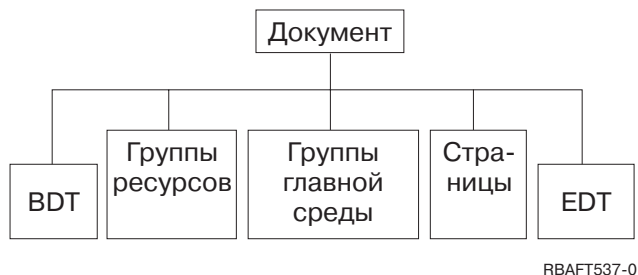 Документ
BDT
Группы
ресурсов
Группы
главной
среды
Стра-
ницы
EDT
RBAFT537-0